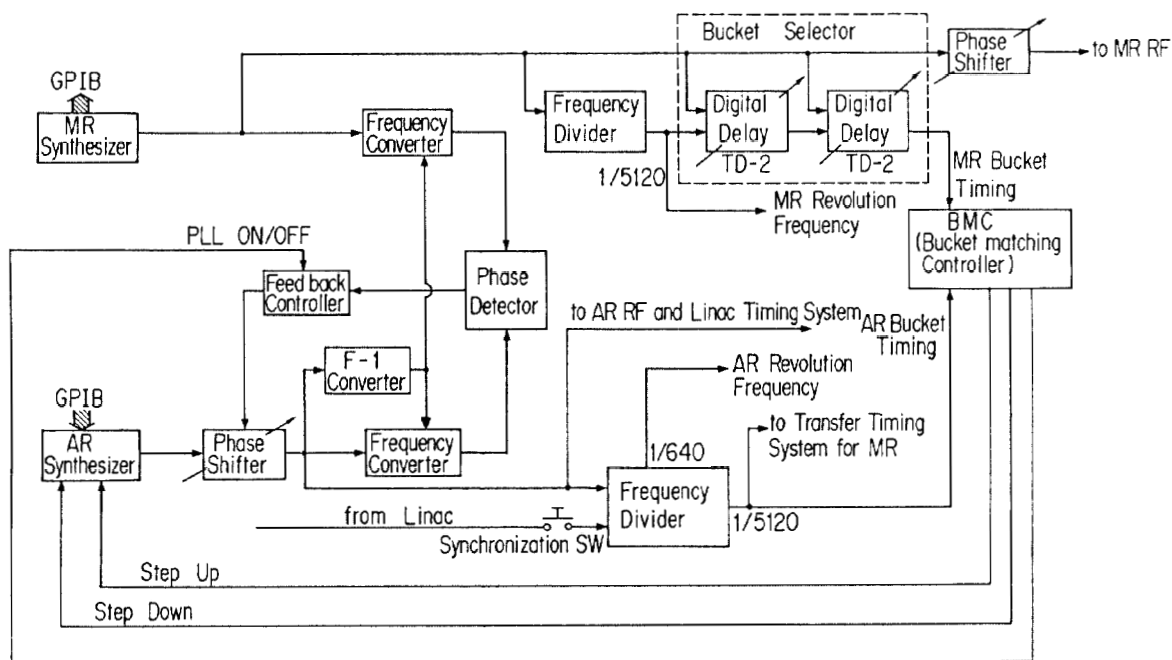 Bucket Selector
Phase
Shifter
to MR RF
GPIB
MR
Synthesizer
Frequency
Converter
Frequency
Divider
1/5120
Digital
Delay
TD-2
Digital
Delay
TD-2
MR Bucket
Timing
MR Revolution
Frequency
BMC
(Bucket matching
Controller)
PLL ON/OFF
Feed back
Controller
Phase
Detector
to AR RF and Linac Timing System
AR Bucket
Timing
F-1
Converter
AR Revolution
Frequency
GPIB
AR
Synthesizer
Phase
Shifter
Frequency
Converter
to Transfer Timing
System for MR
1/640
Frequency
Divider
1/5120
from Linac
Synchronization SW
Step Up
Step Down